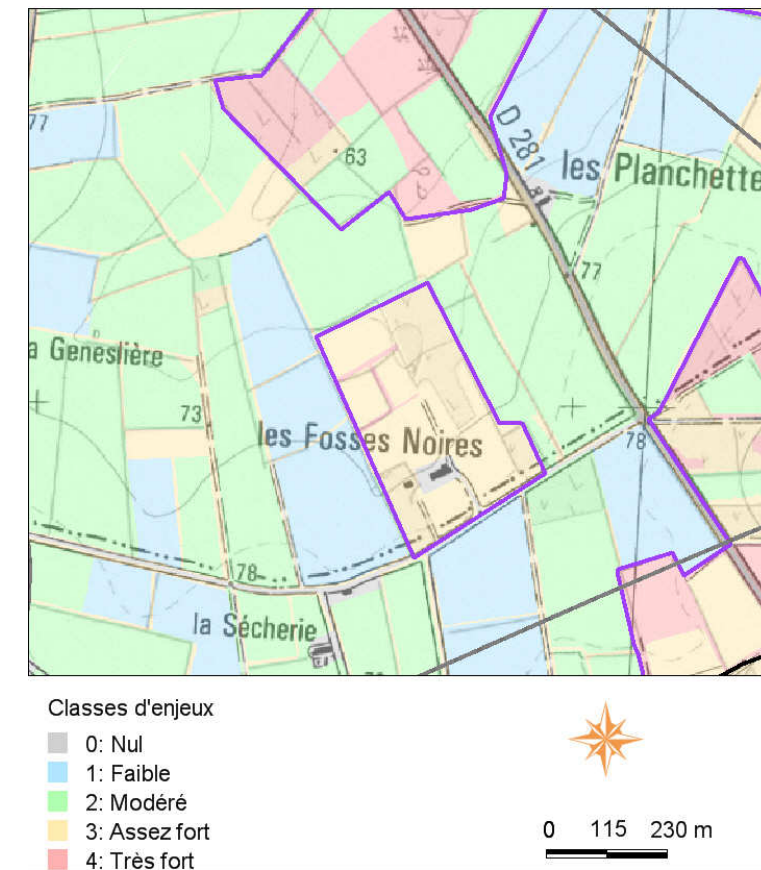 77
63
D 281
les Planchette
77
a Geneslière
73
les Fosses Noires
78
78
la Sécherie
Classes d'enjeux
0: Nul
1: Faible
2: Modéré
3: Assez fort
4: Très fort
0 115 230 m